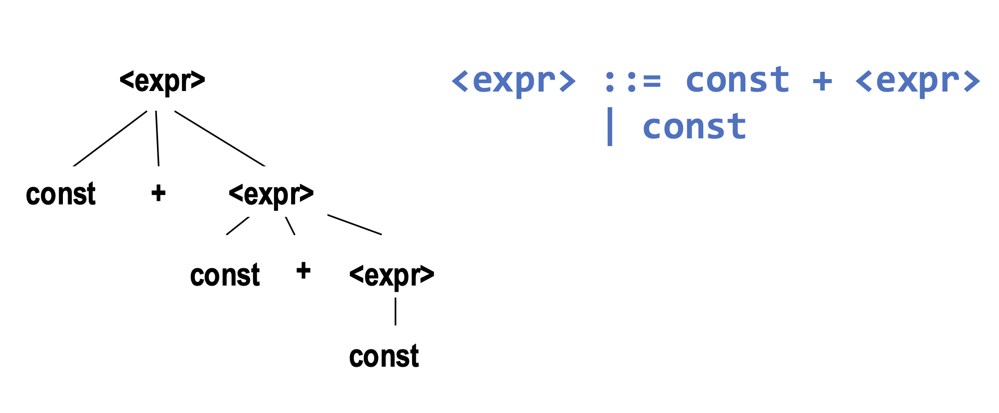 <expr>
const + <expr>
const + <expr>
const
<expr> ::= const + <expr>
| const